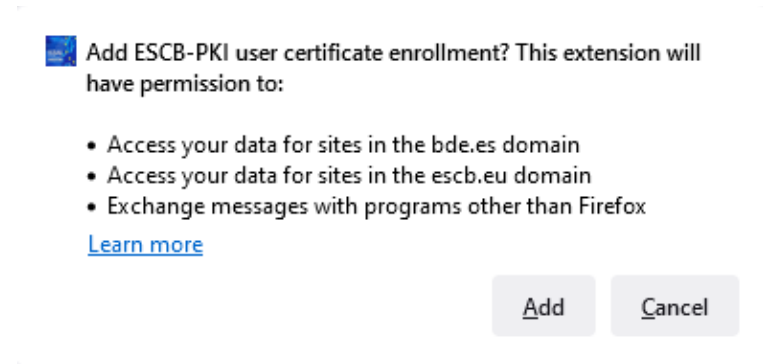 Add ESCB-PKI user certificate enrollment? This extension will
have permission to:
• Access your data for sites in the bde.es domain
• Access your data for sites in the escb.eu domain
• Exchange messages with programs other than Firefox
Learn more
Add Cancel